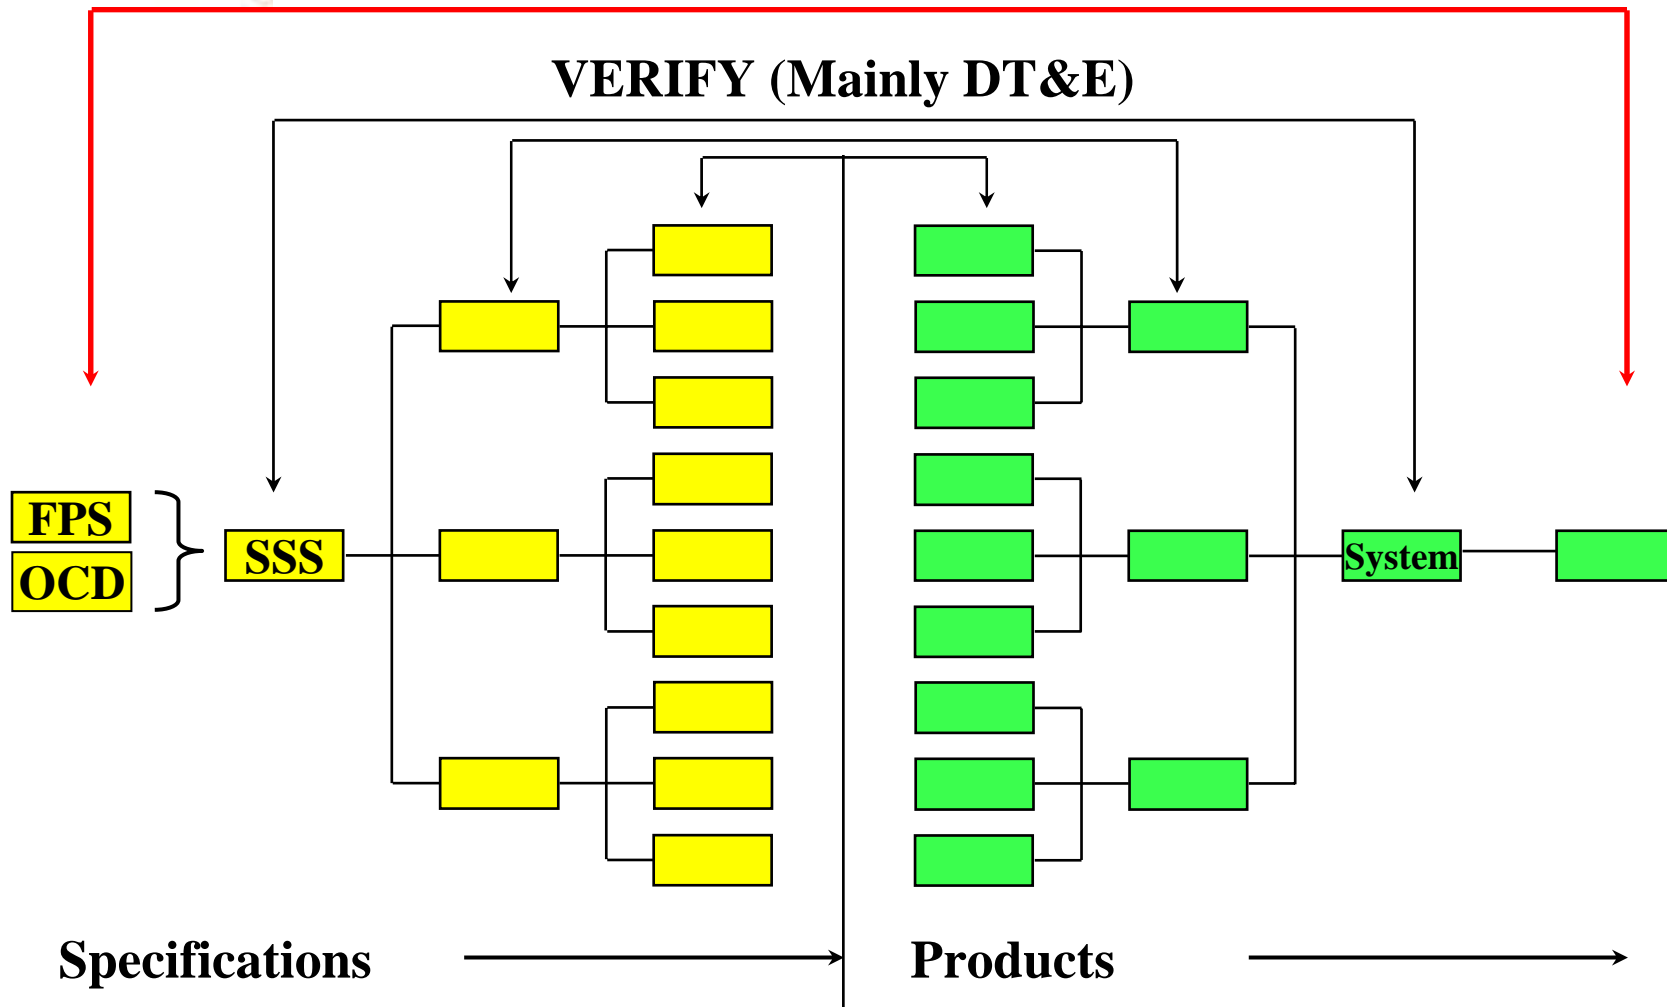 VERIFY (Mainly DT&E)
FPS
OCD
SSS
System
Specifications
Products